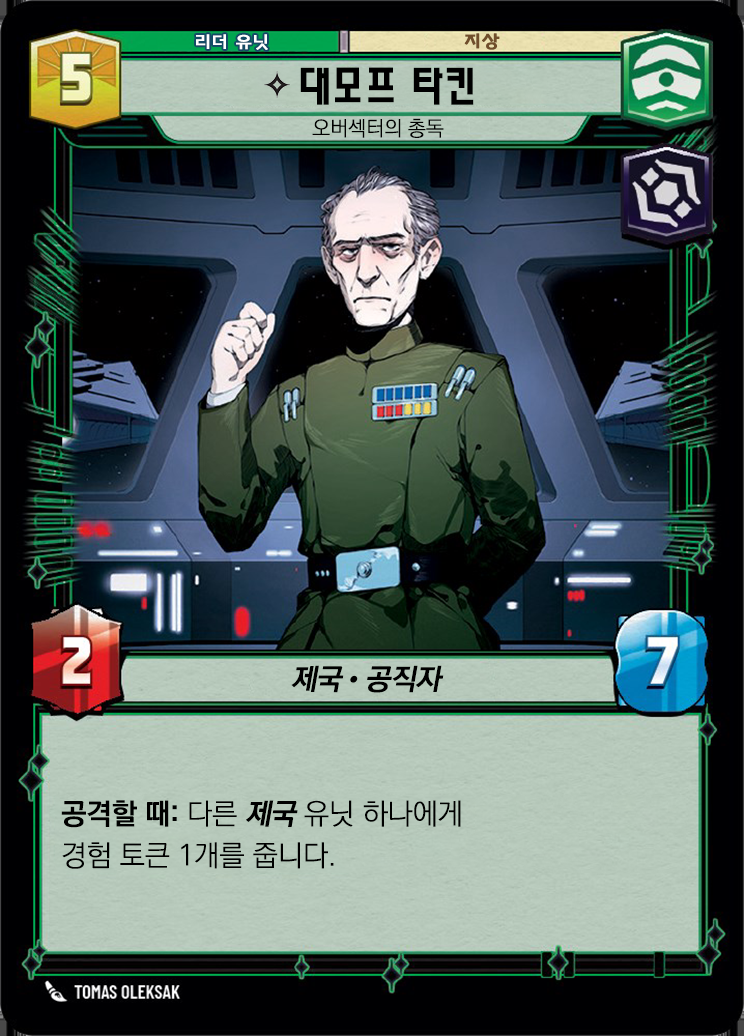 리더 유닛
지상
5
대모프 타킨
오버섹터의 총독
2
제국 • 공직자
7
공격할 때: 다른 제국 유닛 하나에게
경험 토큰 1개를 줍니다.
TOMAS OLEKSAK